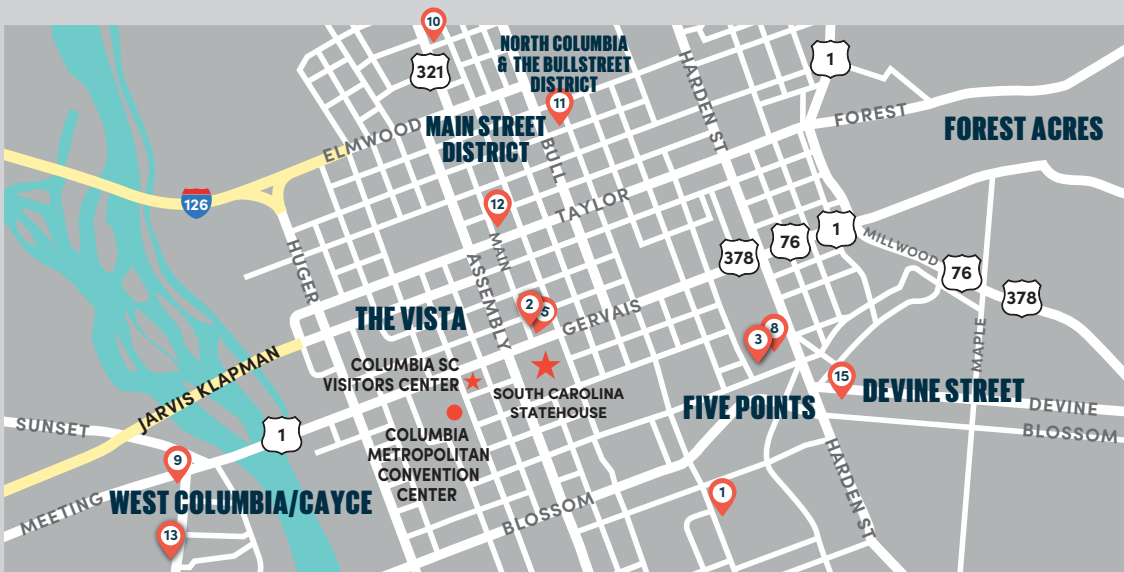 10
321
NORTH COLUMBIA
& THE BULLSTREET
DISTRICT
11
HARDEN ST
1
FOREST
FOREST ACRES
ELMWOOD
MAIN STREET
DISTRICT
BULL
126
12
TAYLOR
MAIN
ASSEMBLY
HUGER
378
76
1
MILLWOOD
76
378
THE VISTA
2
5
GERVAIS
3
8
MAPLE
JARVIS KLAPMAN
COLUMBIA SC
VISITORS CENTER
SOUTH CAROLINA
STATEHOUSE
15
DEVINE STREET
FIVE POINTS
DEVINE
BLOSSOM
SUNSET
1
COLUMBIA
METROPOLITAN
CONVENTION
CENTER
9
WEST COLUMBIA/CAYCE
MEETING
13
BLOSSOM
1
HARDEN ST